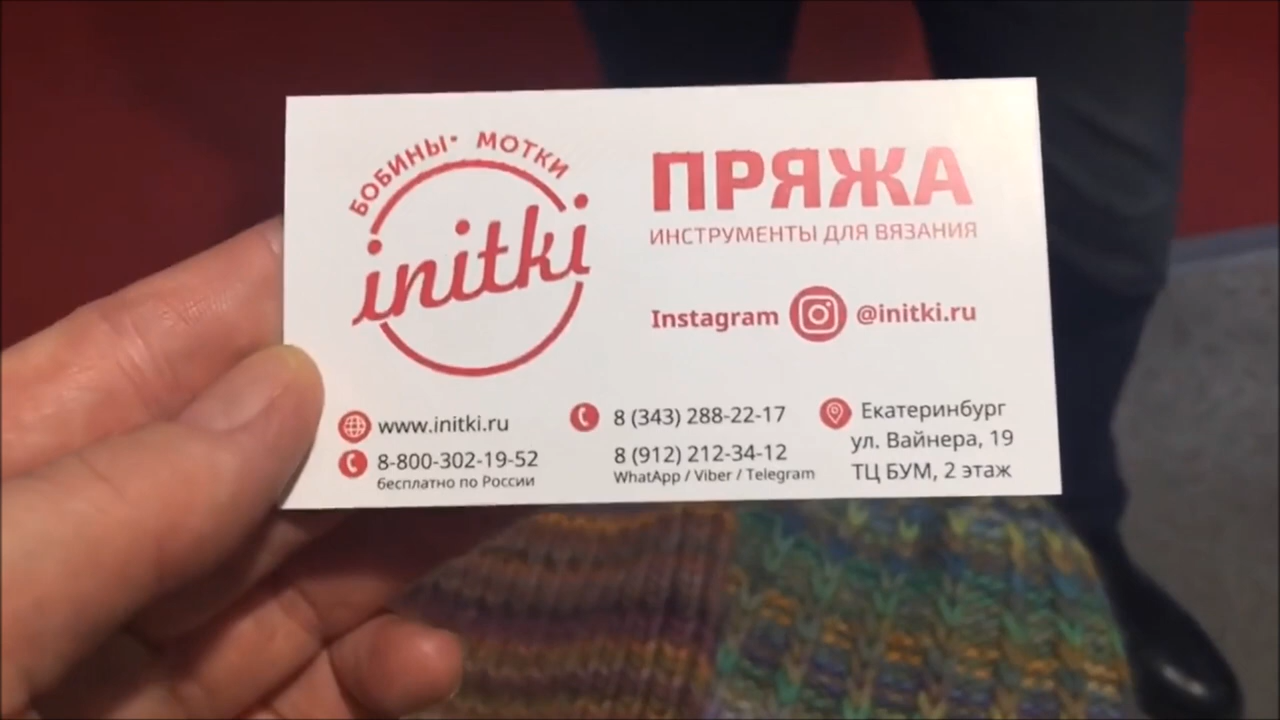 БОБИНЫ • МОТКИ
initki
ПРЯЖА
ИНСТРУМЕНТЫ ДЛЯ ВЯЗАНИЯ
Instagram @initki.ru
www.initki.ru
8-800-302-19-52
бесплатно по России
8 (343) 288-22-17
8 (912) 212-34-12
WhatApp / Viber / Telegram
Екатеринбург
ул. Вайнера, 19
ТЦ БУМ, 2 этаж